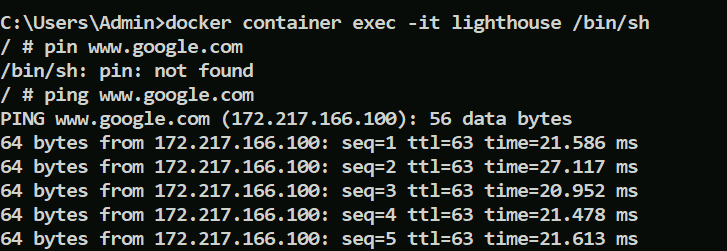 C:\Users\Admin>docker container exec -it lighthouse /bin/sh
/ # pin www.google.com
/bin/sh: pin: not found
/ # ping www.google.com
PING www.google.com (172.217.166.100): 56 data bytes
64 bytes from 172.217.166.100: seq=1 ttl=63 time=21.586 ms
64 bytes from 172.217.166.100: seq=2 ttl=63 time=27.117 ms
64 bytes from 172.217.166.100: seq=3 ttl=63 time=20.952 ms
64 bytes from 172.217.166.100: seq=4 ttl=63 time=21.478 ms
64 bytes from 172.217.166.100: seq=5 ttl=63 time=21.613 ms